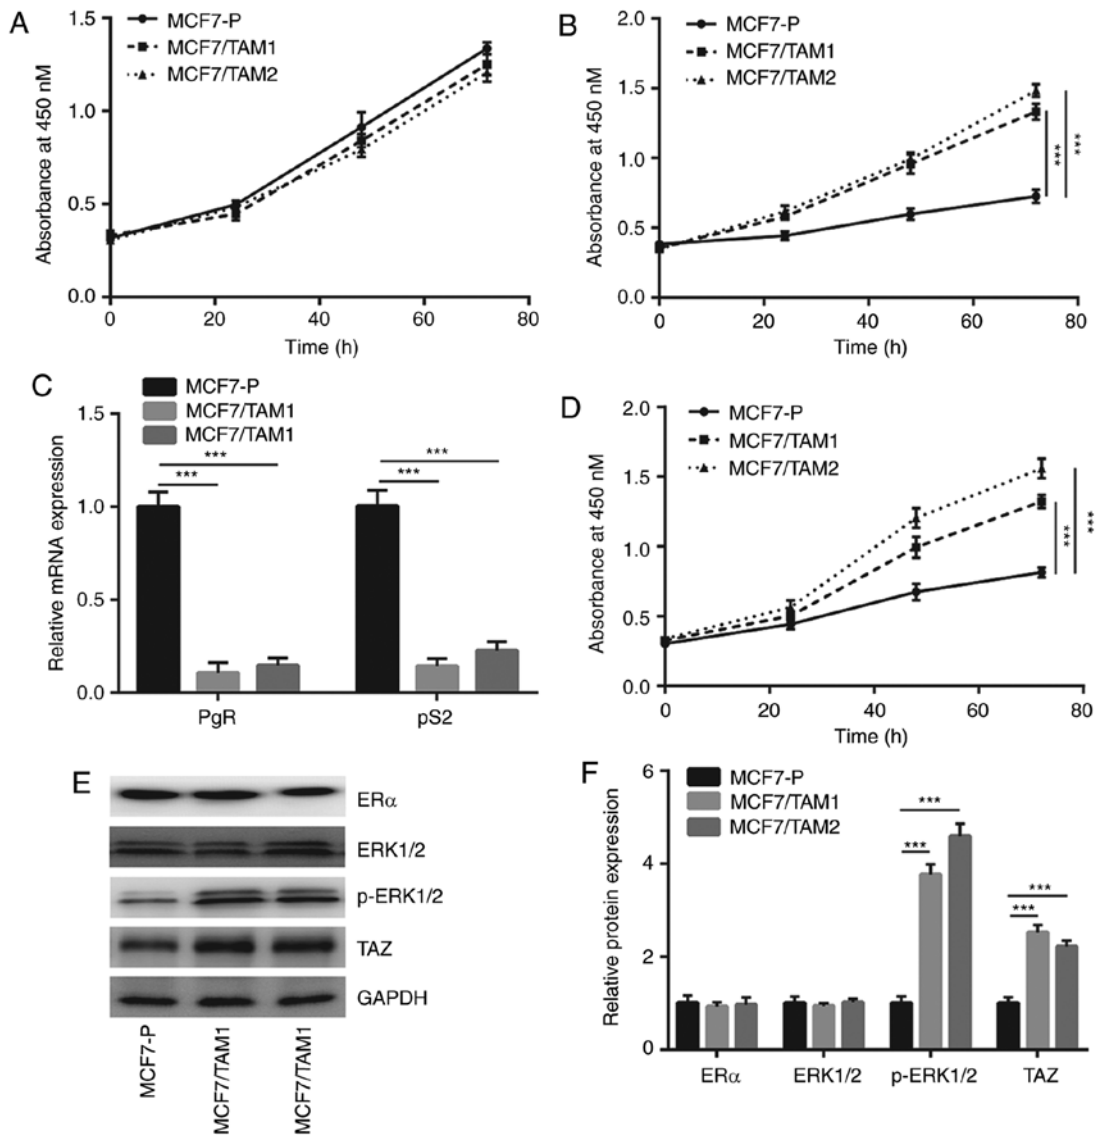 A
MCF7-P
MCF7/TAM1
MCF7/TAM2
Absorbance at 450 nM
1.5
1.0
0.5
0.0
0 20 40 60 80
Time (h)
B
MCF7-P
MCF7/TAM1
MCF7/TAM2
Absorbance at 450 nM
2.0
1.5
1.0
0.5
0.0
0 20 40 60 80
Time (h)
***
***
C
MCF7-P
MCF7/TAM1
MCF7/TAM1
Relative mRNA expression
1.5
1.0
0.5
0.0
***
***
***
***
PgR pS2
D
MCF7-P
MCF7/TAM1
MCF7/TAM2
Absorbance at 450 nM
2.0
1.5
1.0
0.5
0.0
0 20 40 60 80
Time (h)
***
***
E
ERα
ERK1/2
p-ERK1/2
TAZ
GAPDH
MCF7-P
MCF7/TAM1
MCF7/TAM1
F
MCF7-P
MCF7/TAM1
MCF7/TAM2
Relative protein expression
6
4
2
0
***
***
***
***
ERα ERK1/2 p-ERK1/2 TAZ